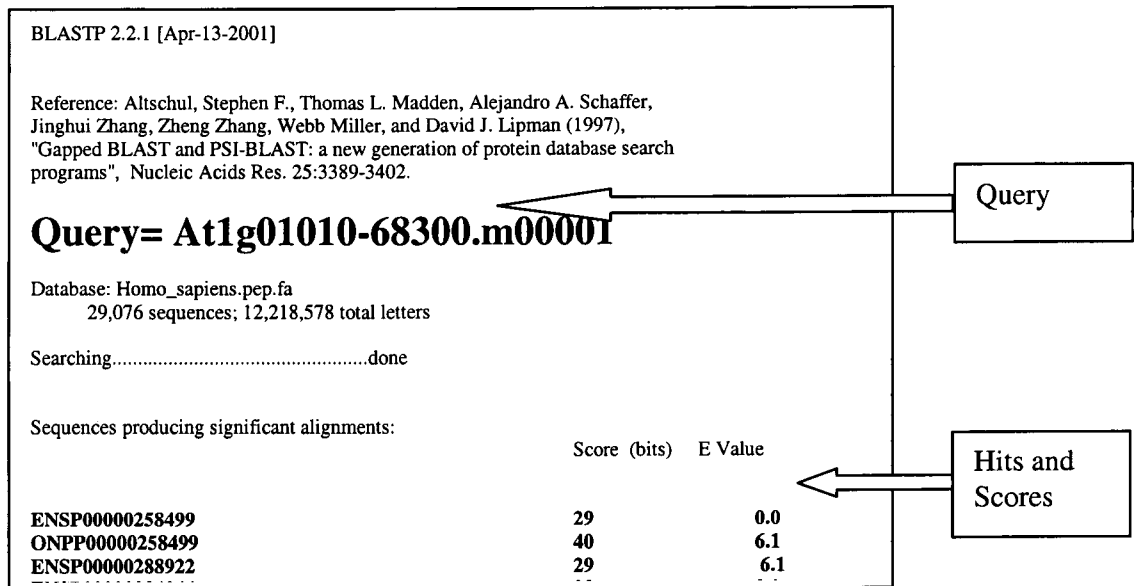 BLASTP 2.2.1 [Apr-13-2001]
Reference: Altschul, Stephen F., Thomas L. Madden, Alejandro A. Schaffer,
Jinghui Zhang, Zheng Zhang, Webb Miller, and David J. Lipman (1997),
"Gapped BLAST and PSI-BLAST: a new generation of protein database search
programs", Nucleic Acids Res. 25:3389-3402.
Query
Query= At1g01010-68300.m00001
Database: Homo_sapiens.pep.fa
29,076 sequences; 12,218,578 total letters
Searching.................................................done
Sequences producing significant alignments:
Score (bits) E Value
Hits and
Scores
ENSP00000258499 29 0.0
ONPP00000258499 40 6.1
ENSP00000288922 29 6.1